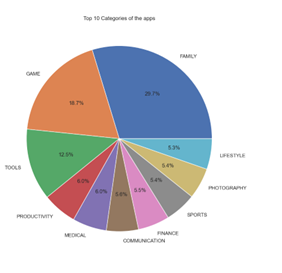 Top 10 Categories of the apps
FAMILY
29.7%
GAME
18.7%
TOOLS
12.5%
PRODUCTIVITY
6.0%
MEDICAL
6.0%
COMMUNICATION
5.6%
FINANCE
5.5%
SPORTS
5.4%
PHOTOGRAPHY
5.4%
LIFESTYLE
5.3%